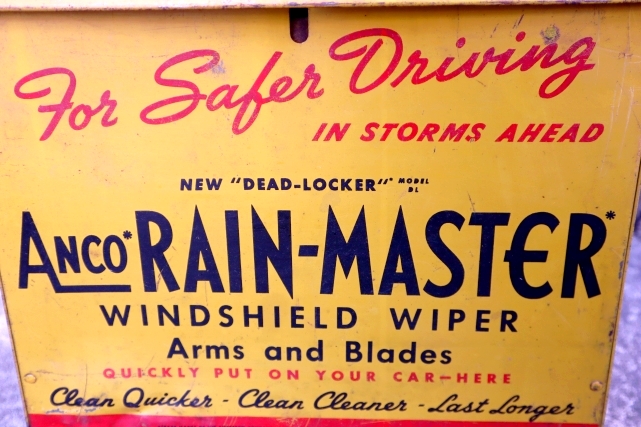 For Safer Driving
IN STORMS AHEAD
NEW "DEAD-LOCKER"* MODEL DL
ANCO* RAIN-MASTER*
WINDSHIELD WIPER
Arms and Blades
QUICKLY PUT ON YOUR CAR—HERE
Clean Quicker - Clean Cleaner - Last Longer